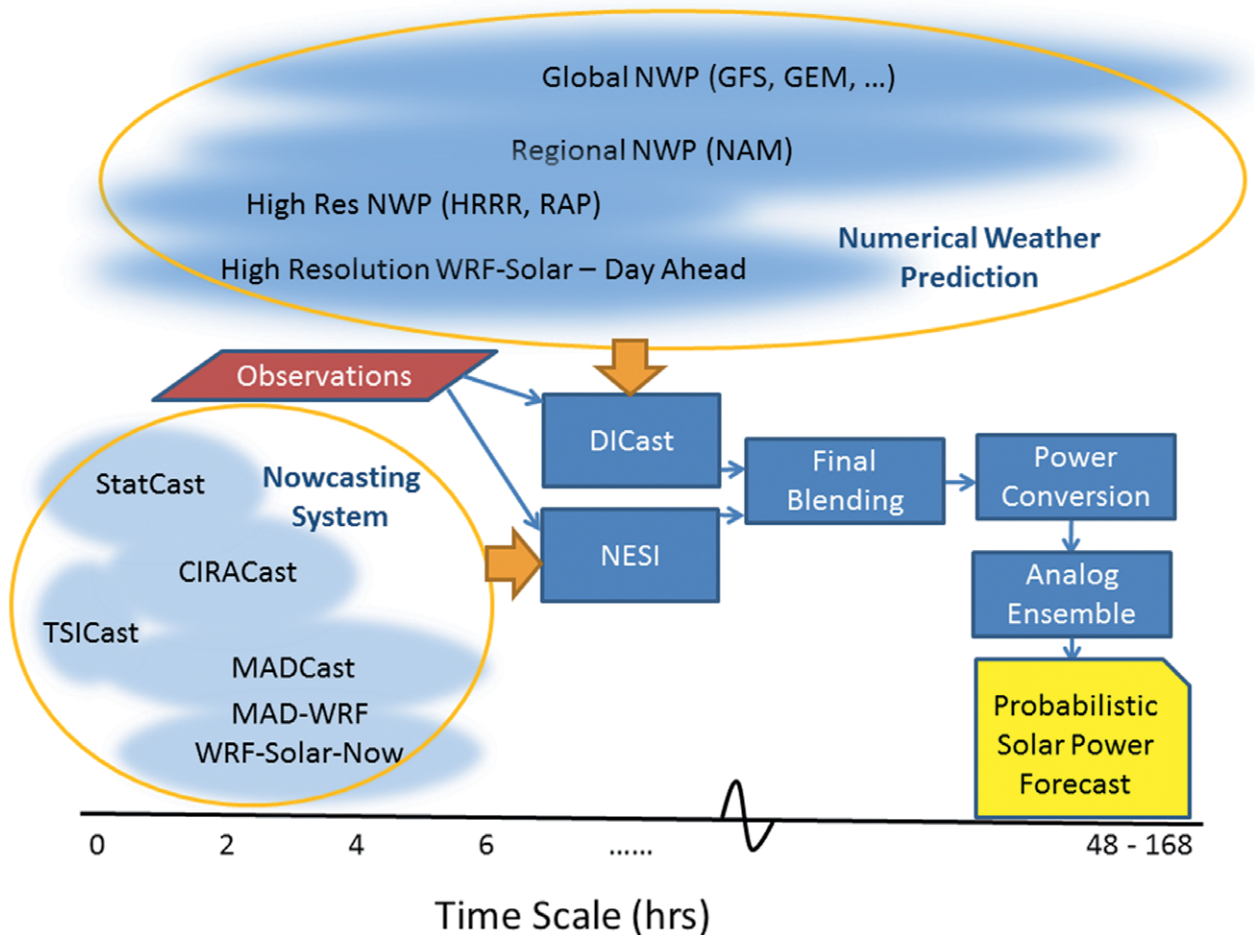 Global NWP (GFS, GEM, ...)
Regional NWP (NAM)
High Res NWP (HRRR, RAP)
High Resolution WRF-Solar – Day Ahead
Numerical Weather
Prediction
Observations
DICast
NESI
Final
Blending
Power
Conversion
Analog
Ensemble
Probabilistic
Solar Power
Forecast
Nowcasting
System
StatCast
CIRACast
TSICast
MADCast
MAD-WRF
WRF-Solar-Now
0 2 4 6 ...... 48 - 168
Time Scale (hrs)